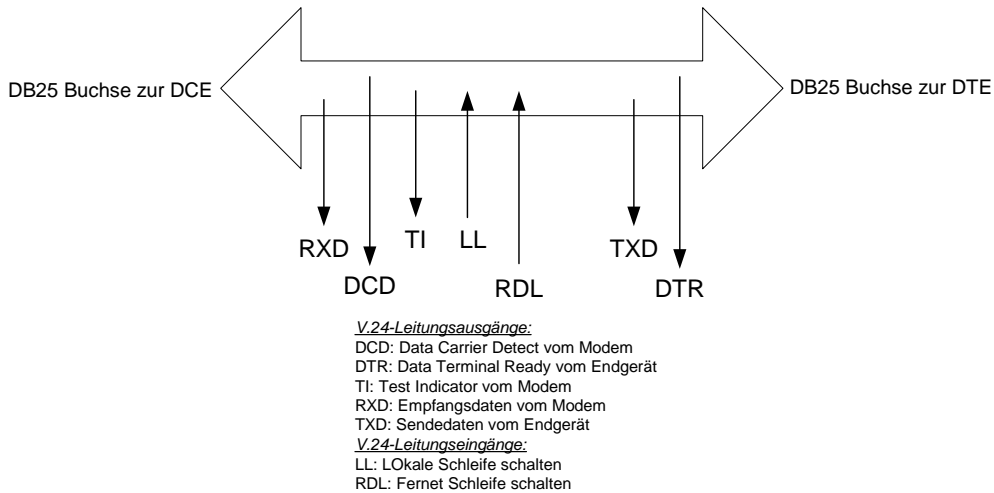 DB25 Buchse zur DCE
DB25 Buchse zur DTE
RXD
TI
LL
TXD
DCD
RDL
DTR
V.24-Leitungsausgänge:
DCD: Data Carrier Detect vom Modem
DTR: Data Terminal Ready vom Endgerät
TI: Test Indicator vom Modem
RXD: Empfangsdaten vom Modem
TXD: Sendedaten vom Endgerät
V.24-Leitungseingänge:
LL: LOkale Schleife schalten
RDL: Fernet Schleife schalten